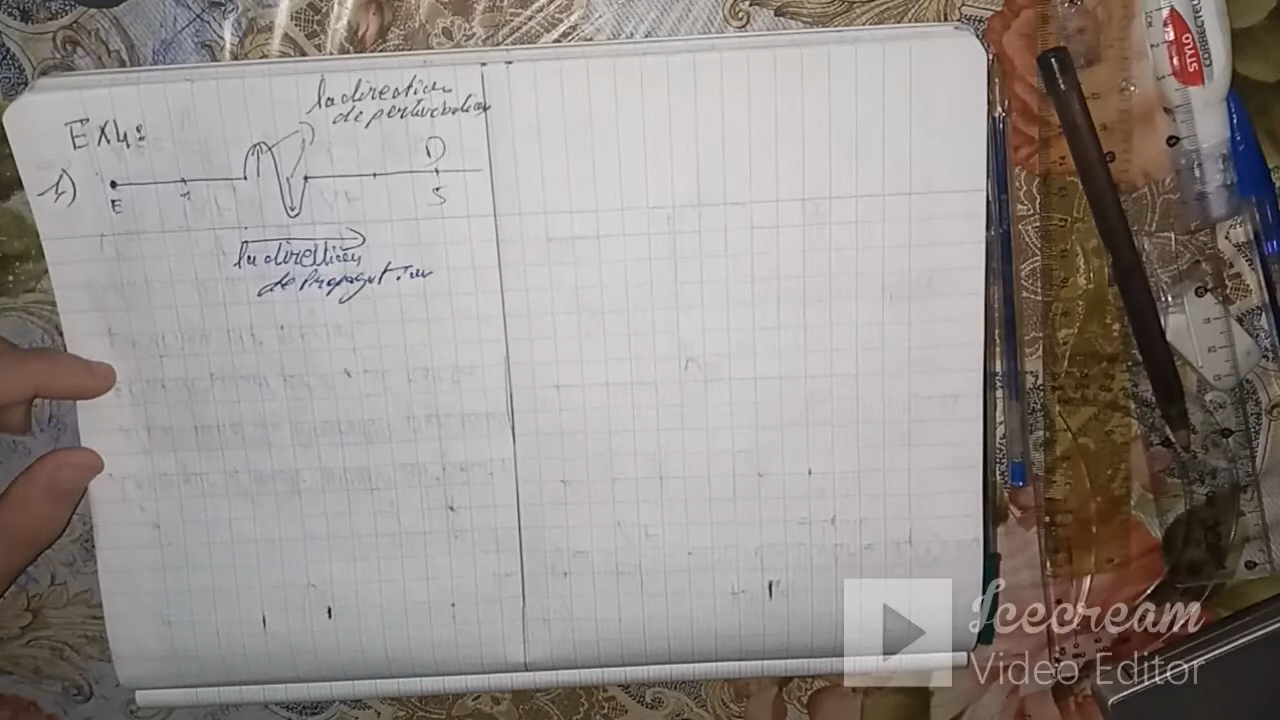 la direction
de perturbation
EX4:
1)
E
S
la direction
de propagation
STYLO
CORRECTEUR
Icecream
Video Editor